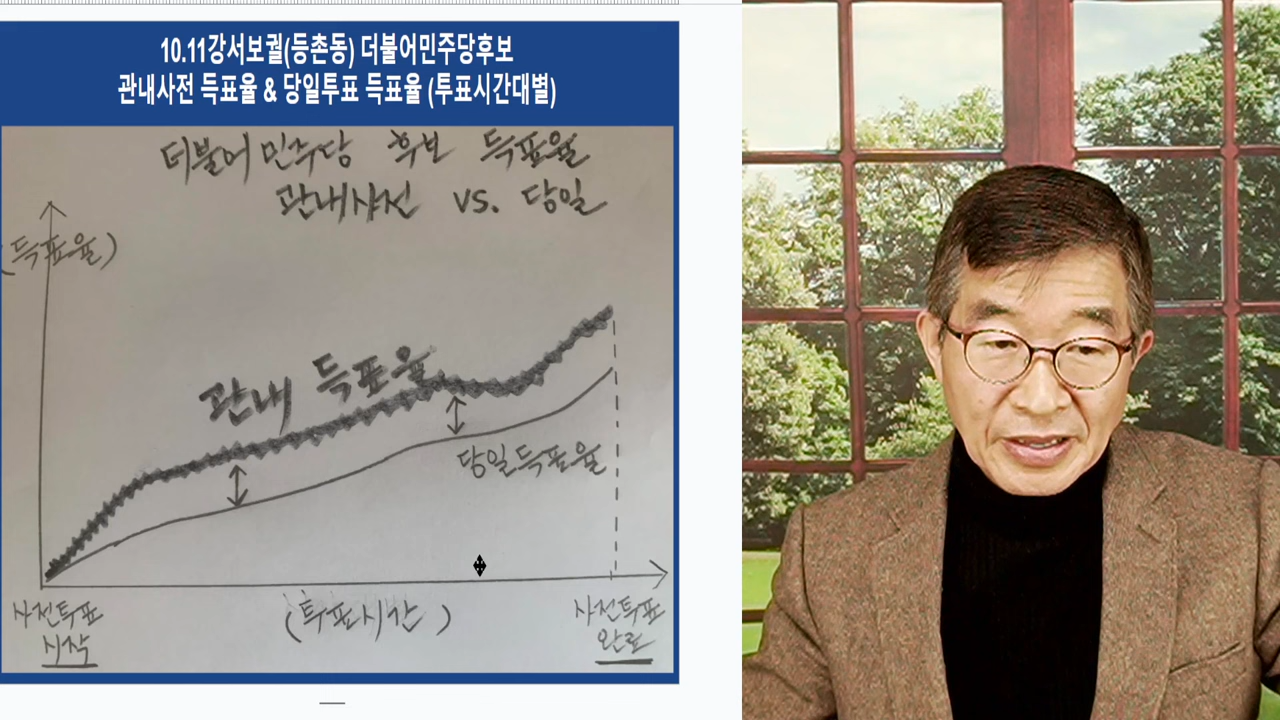 10.11강서보궐(등촌동) 더불어민주당후보
관내사전 득표율 & 당일투표 득표율 (투표시간대별)
더불어민주당 후보 득표율
관내사전 vs. 당일
(득표율)
관내 득표율
당일득표율
사전투표
시작
(투표시간)
사전투표
완료